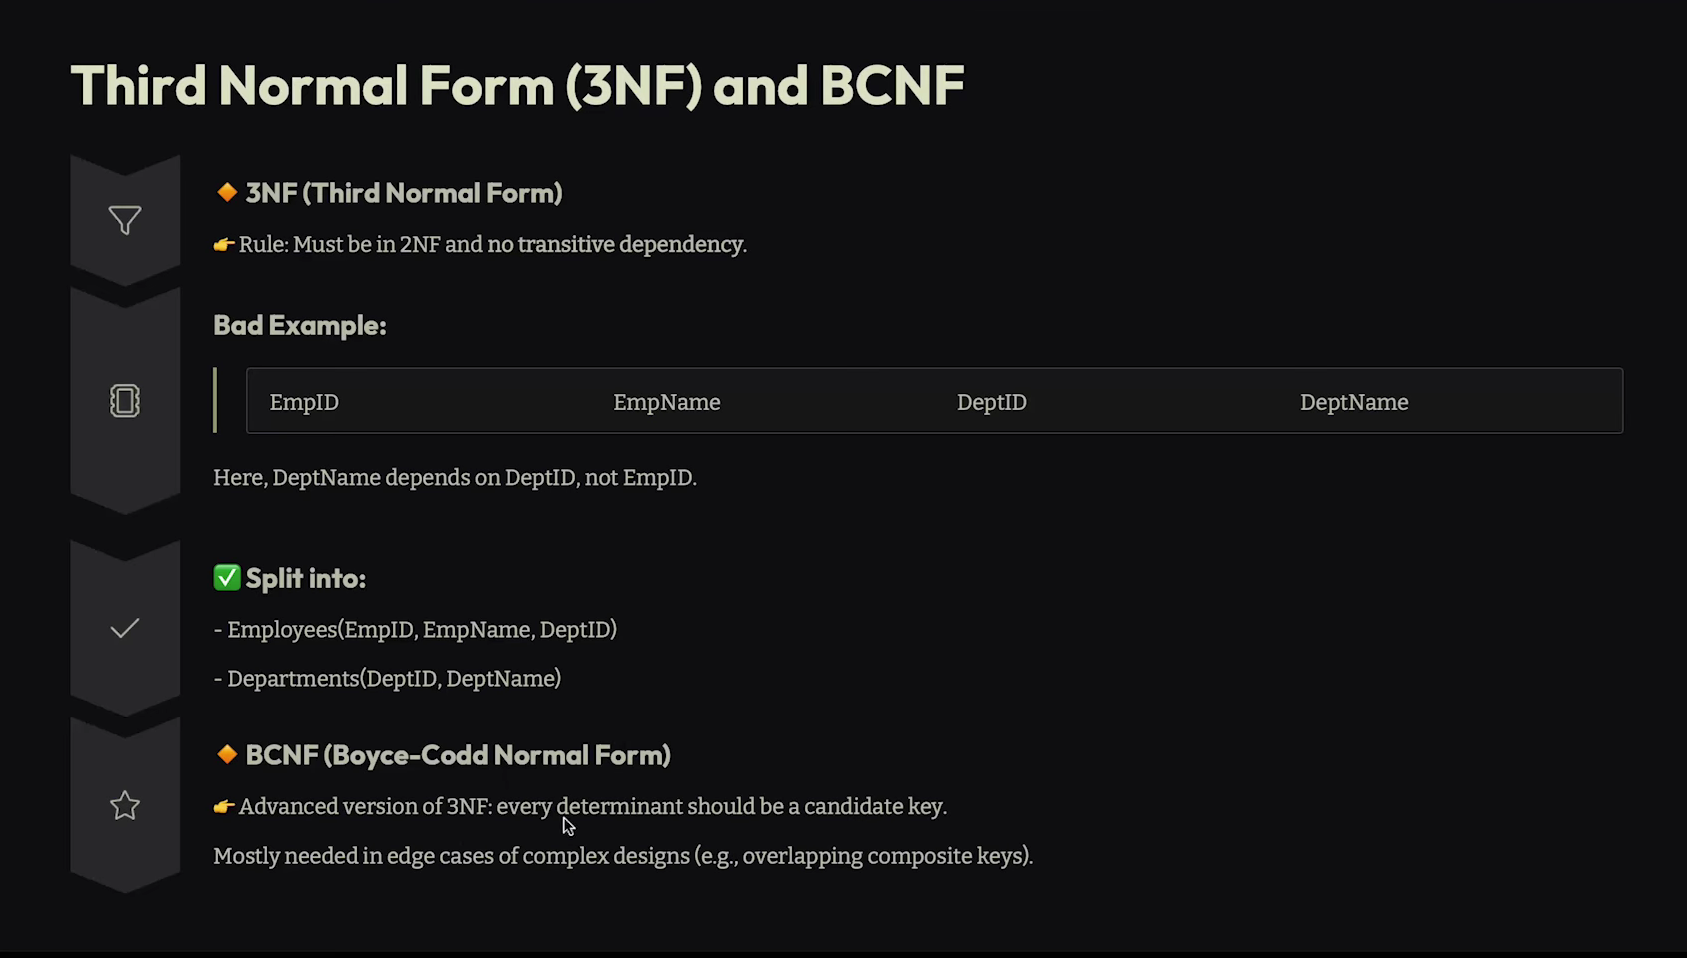 Third Normal Form (3NF) and BCNF
🔶 3NF (Third Normal Form)
👉 Rule: Must be in 2NF and no transitive dependency.
Bad Example:
EmpID EmpName DeptID DeptName
Here, DeptName depends on DeptID, not EmpID.
✅ Split into:
- Employees(EmpID, EmpName, DeptID)
- Departments(DeptID, DeptName)
🔶 BCNF (Boyce-Codd Normal Form)
👉 Advanced version of 3NF: every determinant should be a candidate key.
Mostly needed in edge cases of complex designs (e.g., overlapping composite keys).